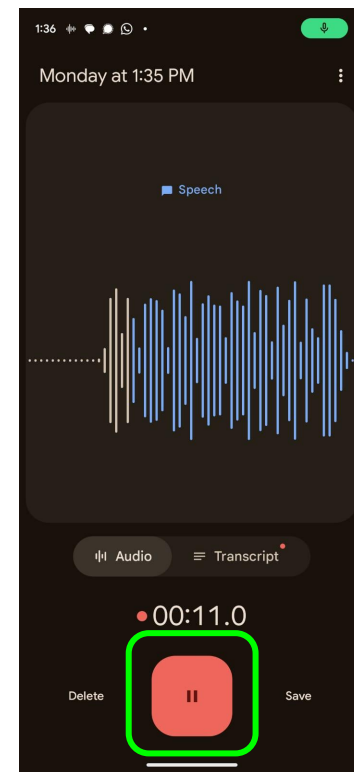 1:36
Monday at 1:35 PM
Speech
Audio
Transcript
00:11.0
Delete
Save